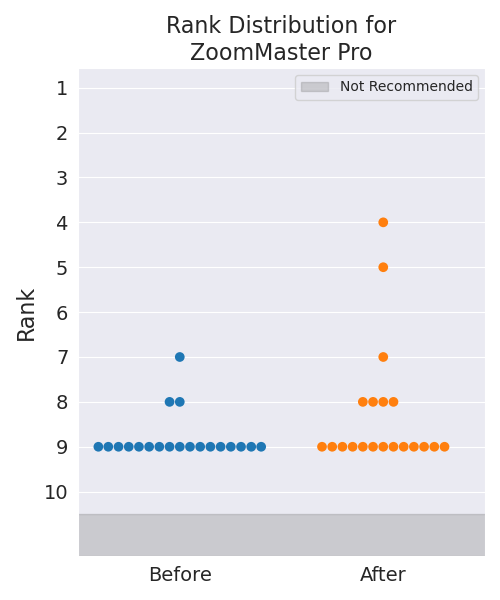 Rank Distribution for
ZoomMaster Pro
Not Recommended
1
2
3
4
5
6
7
8
9
10
Rank
Before
After